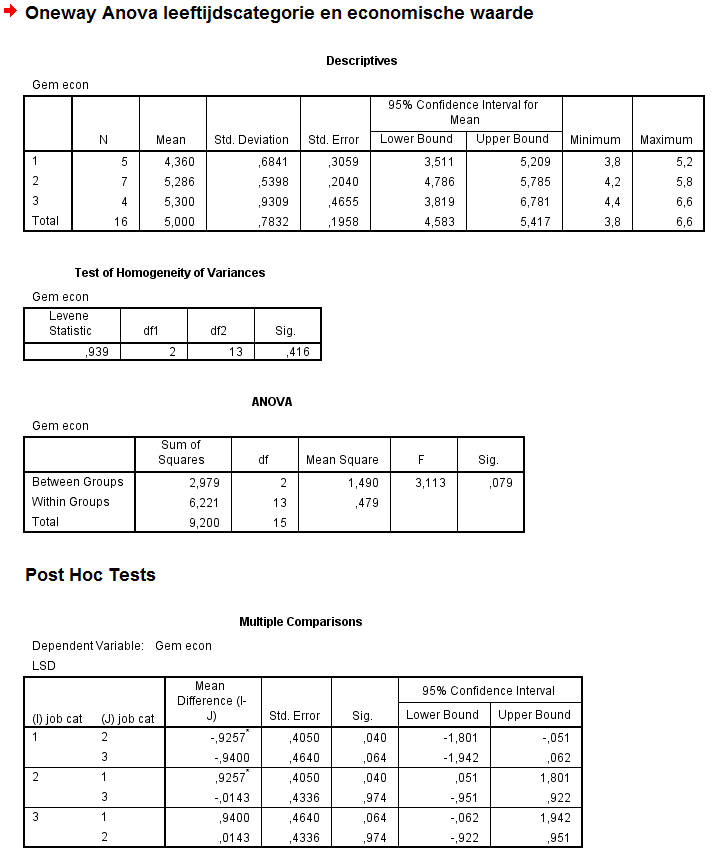 Oneway Anova leeftijdscategorie en economische waarde
Descriptives
Gem econ
95% Confidence Interval for
Mean
N Mean Std. Deviation Std. Error Lower Bound Upper Bound Minimum Maximum
1 5 4,360 ,6841 ,3059 3,511 5,209 3,8 5,2
2 7 5,286 ,5398 ,2040 4,786 5,785 4,2 5,8
3 4 5,300 ,9309 ,4655 3,819 6,781 4,4 6,6
Total 16 5,000 ,7832 ,1958 4,583 5,417 3,8 6,6
Test of Homogeneity of Variances
Gem econ
Levene
Statistic df1 df2 Sig.
,939 2 13 ,416
ANOVA
Gem econ
Sum of
Squares df Mean Square F Sig.
Between Groups 2,979 2 1,490 3,113 ,079
Within Groups 6,221 13 ,479
Total 9,200 15
Post Hoc Tests
Multiple Comparisons
Dependent Variable: Gem econ
LSD
Mean
Difference (I-
95% Confidence Interval
(I) job cat (J) job cat J) Std. Error Sig. Lower Bound Upper Bound
1 2 -,9257* ,4050 ,040 -1,801 -,051
3 -,9400 ,4640 ,064 -1,942 ,062
2 1 ,9257* ,4050 ,040 ,051 1,801
3 -,0143 ,4336 ,974 -,951 ,922
3 1 ,9400 ,4640 ,064 -,062 1,942
2 ,0143 ,4336 ,974 -,922 ,951